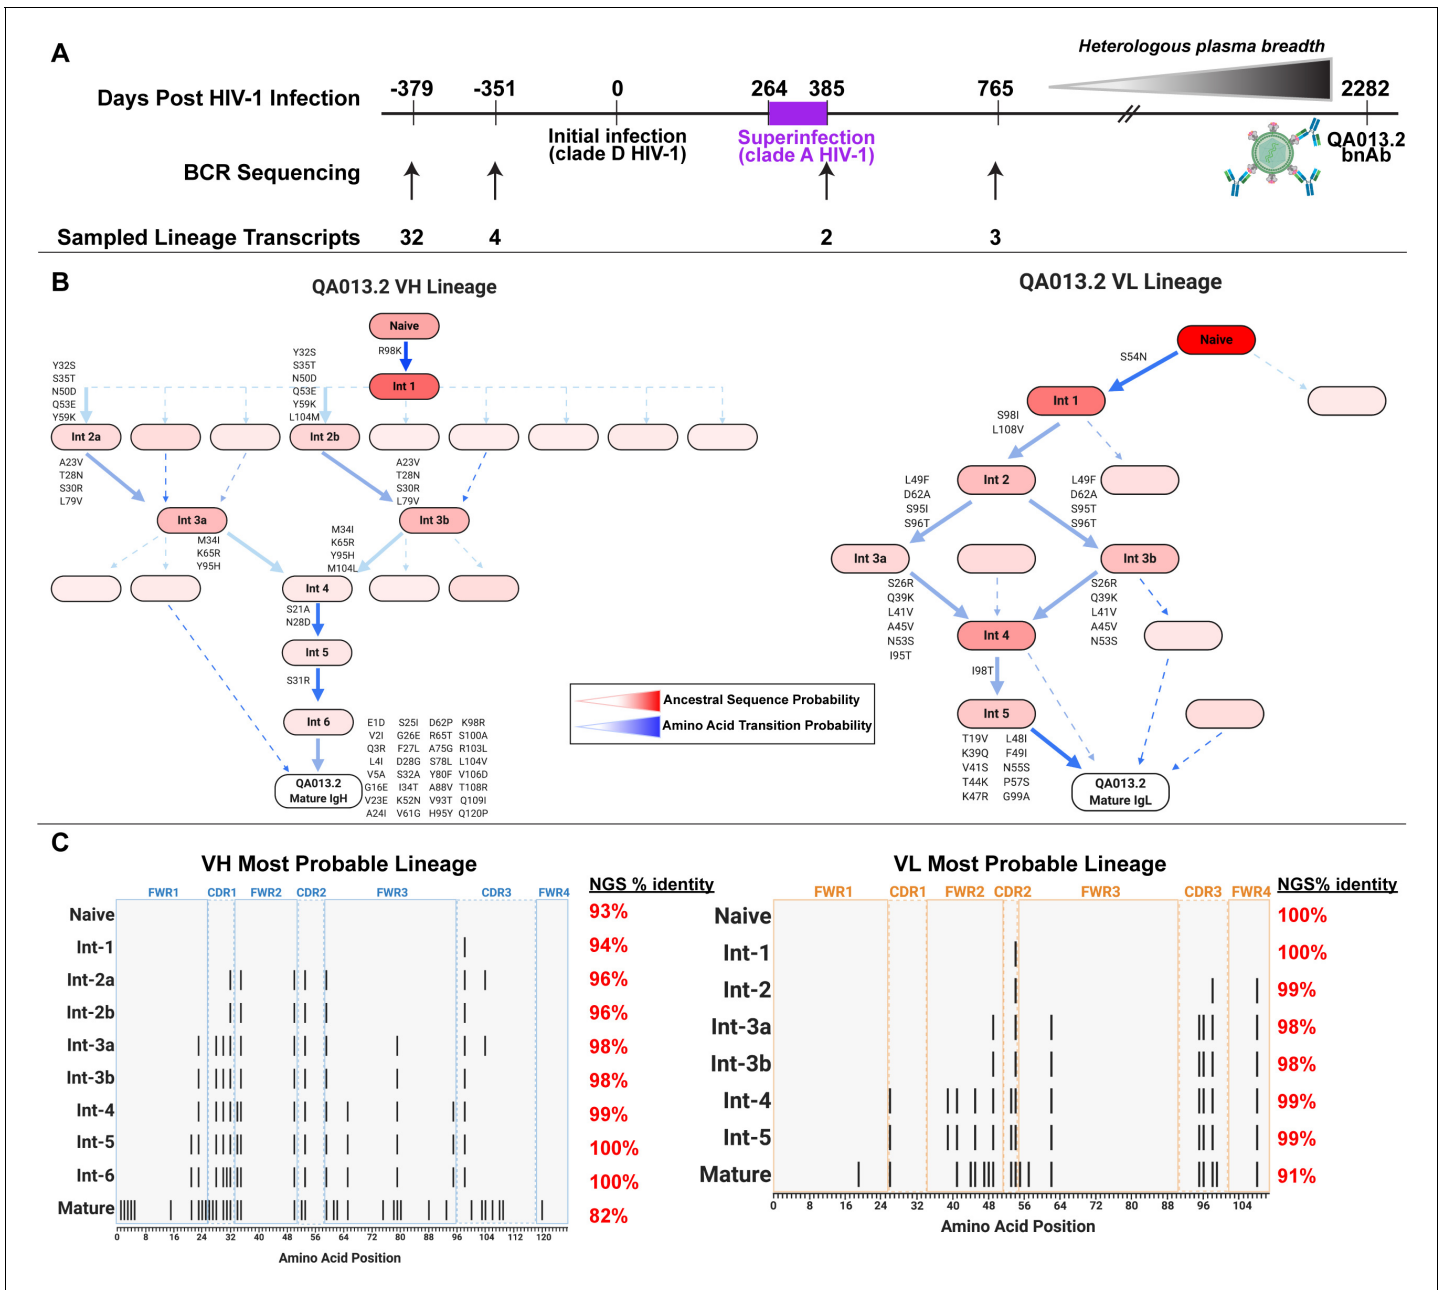 A
Heterologous plasma breadth
Days Post HIV-1 Infection
-379
-351
0
264
385
765
2282
Initial infection
(clade D HIV-1)
Superinfection
(clade A HIV-1)
QA013.2
bnAb
BCR Sequencing
Sampled Lineage Transcripts
32
4
2
3
B
QA013.2 VH Lineage
Naive
R98K
Int 1
Y32S
S35T
N50D
Q53E
Y59K
Y32S
S35T
N50D
Q53E
Y59K
L104M
Int 2a
Int 2b
A23V
T28N
S30R
L79V
A23V
T28N
S30R
L79V
Int 3a
Int 3b
M34I
K65R
Y95H
M34I
K65R
Y95H
M104L
Int 4
S21A
N28D
Int 5
S31R
Int 6
QA013.2
Mature IgH
E1D S25I D62P K98R
V2I G26E R65T S100A
Q3R F27L A75G R103L
L4I D28G S78L L104V
V5A S32A Y80F V106D
G16E I34T A88V T108R
V23E K52N V93T Q109I
A24I V61G H95Y Q120P
QA013.2 VL Lineage
Naive
S54N
Int 1
S98I
L108V
Int 2
L49F
D62A
S95I
S96T
L49F
D62A
S95T
S96T
Int 3a
Int 3b
S26R
Q39K
L41V
A45V
N53S
I95T
S26R
Q39K
L41V
A45V
N53S
Int 4
I98T
Int 5
T19V L48I
K39Q F49I
V41S N55S
T44K P57S
K47R G99A
QA013.2
Mature IgL
Ancestral Sequence Probability
Amino Acid Transition Probability
C
VH Most Probable Lineage
NGS % identity
FWR1 CDR1 FWR2 CDR2 FWR3 CDR3 FWR4
Naive 93%
Int-1 94%
Int-2a 96%
Int-2b 96%
Int-3a 98%
Int-3b 98%
Int-4 99%
Int-5 100%
Int-6 100%
Mature 82%
0 8 16 24 32 40 48 56 64 72 80 88 96 104 112 120
Amino Acid Position
VL Most Probable Lineage
NGS% identity
FWR1 CDR1 FWR2 CDR2 FWR3 CDR3 FWR4
Naive 100%
Int-1 100%
Int-2 99%
Int-3a 98%
Int-3b 98%
Int-4 99%
Int-5 99%
Mature 91%
0 8 16 24 32 40 48 56 64 72 80 88 96 104
Amino Acid Position